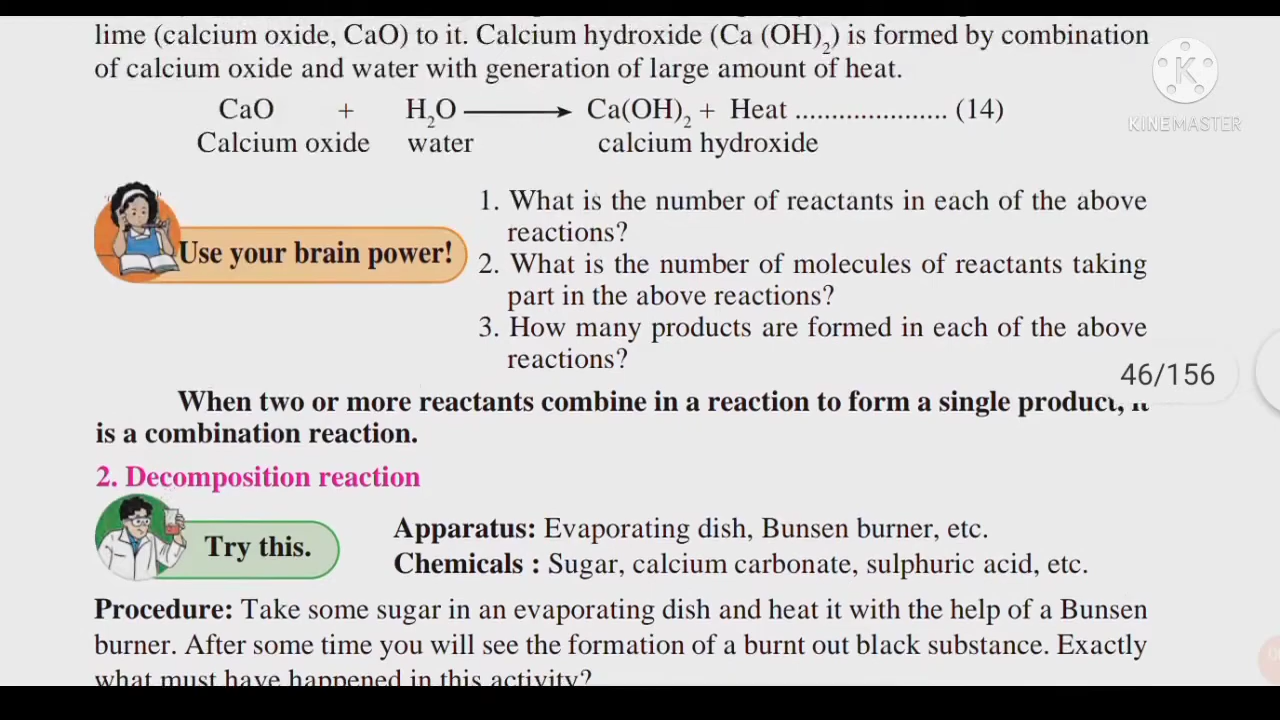 lime (calcium oxide, CaO) to it. Calcium hydroxide (Ca (OH)₂) is formed by combination
of calcium oxide and water with generation of large amount of heat.
CaO + H₂O ⟶ Ca(OH)₂ + Heat ..................... (14)
Calcium oxide water calcium hydroxide
KINEMASTER
Use your brain power!
1. What is the number of reactants in each of the above
reactions?
2. What is the number of molecules of reactants taking
part in the above reactions?
3. How many products are formed in each of the above
reactions?
46/156
When two or more reactants combine in a reaction to form a single product, it
is a combination reaction.
2. Decomposition reaction
Try this.
Apparatus: Evaporating dish, Bunsen burner, etc.
Chemicals : Sugar, calcium carbonate, sulphuric acid, etc.
Procedure: Take some sugar in an evaporating dish and heat it with the help of a Bunsen
burner. After some time you will see the formation of a burnt out black substance. Exactly
what must have happened in this activity?